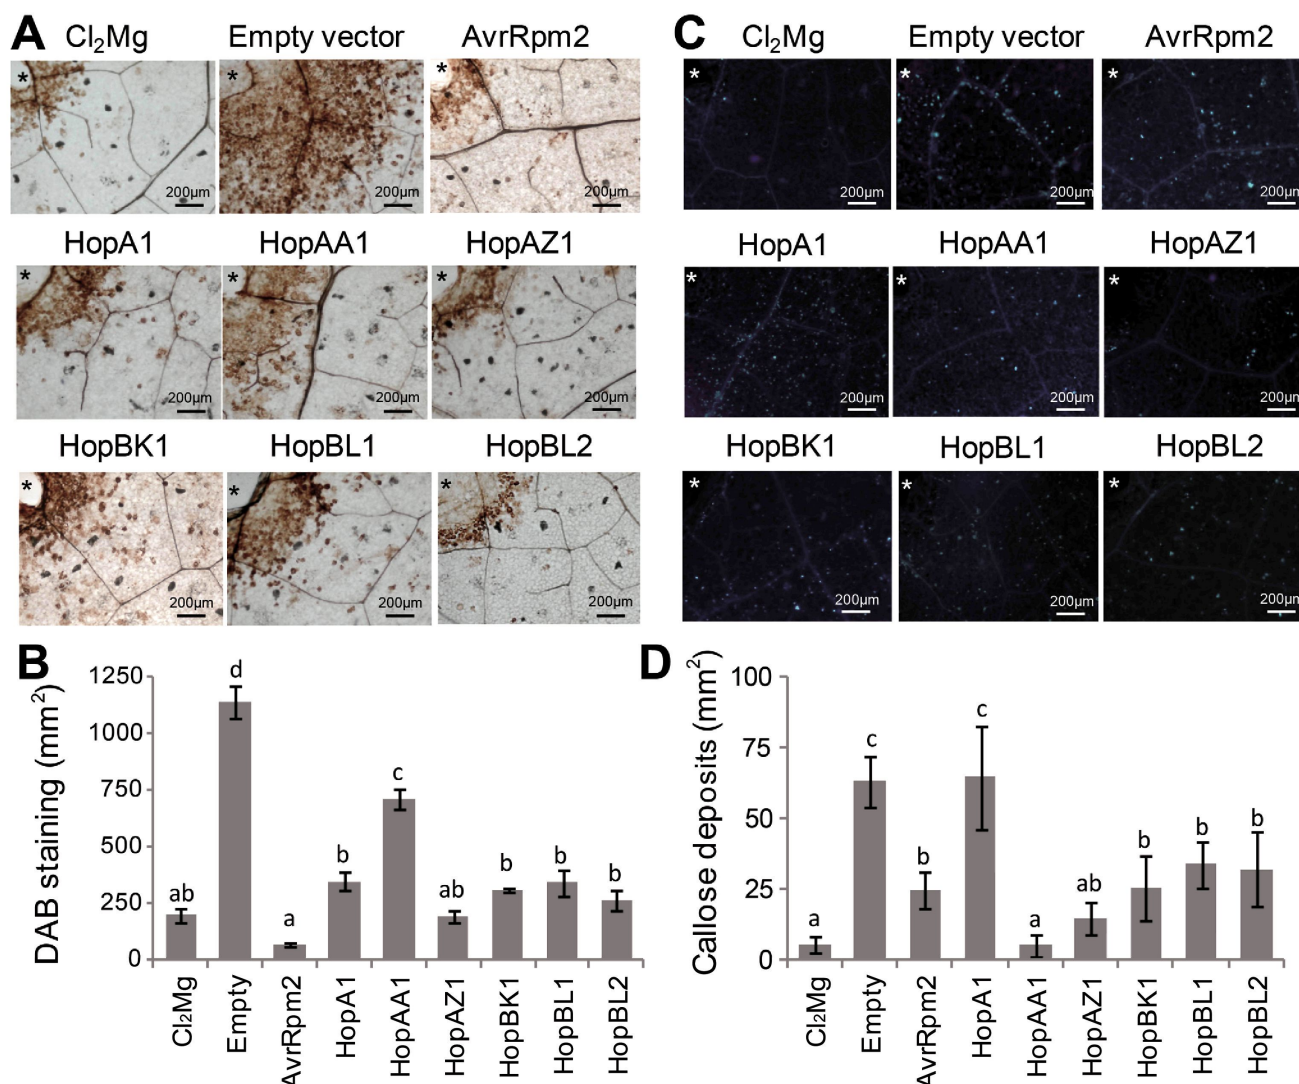 A
Cl₂Mg
Empty vector
AvrRpm2
*
*
*
200µm
200µm
200µm
HopA1
HopAA1
HopAZ1
*
*
*
200µm
200µm
200µm
HopBK1
HopBL1
HopBL2
*
*
*
200µm
200µm
200µm
C
Cl₂Mg
Empty vector
AvrRpm2
*
*
*
200µm
200µm
200µm
HopA1
HopAA1
HopAZ1
*
*
*
200µm
200µm
200µm
HopBK1
HopBL1
HopBL2
*
*
*
200µm
200µm
200µm
B
DAB staining (mm²)
1250
1000
750
500
250
0
ab
d
a
b
c
ab
b
b
b
Cl₂Mg
Empty
AvrRpm2
HopA1
HopAA1
HopAZ1
HopBK1
HopBL1
HopBL2
D
Callose deposits (mm²)
100
75
50
25
0
a
c
b
c
a
ab
b
b
b
Cl₂Mg
Empty
AvrRpm2
HopA1
HopAA1
HopAZ1
HopBK1
HopBL1
HopBL2